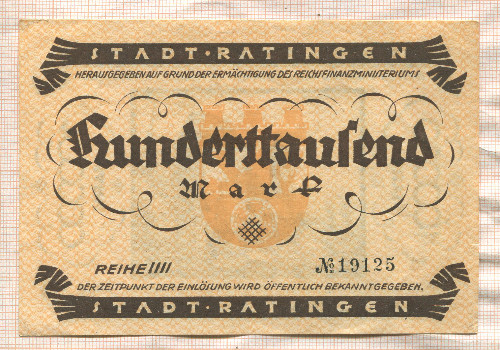 STADT·RATINGEN
HERAUSGEGEBEN AUF GRUND DER ERMÄCHTIGUNG DES REICHSFINANZMINISTERIUMS
Hunderttausend
Mark
REIHE IIII
№ 19125
DER ZEITPUNKT DER EINLÖSUNG WIRD ÖFFENTLICH BEKANNTGEGEBEN.
STADT·RATINGEN